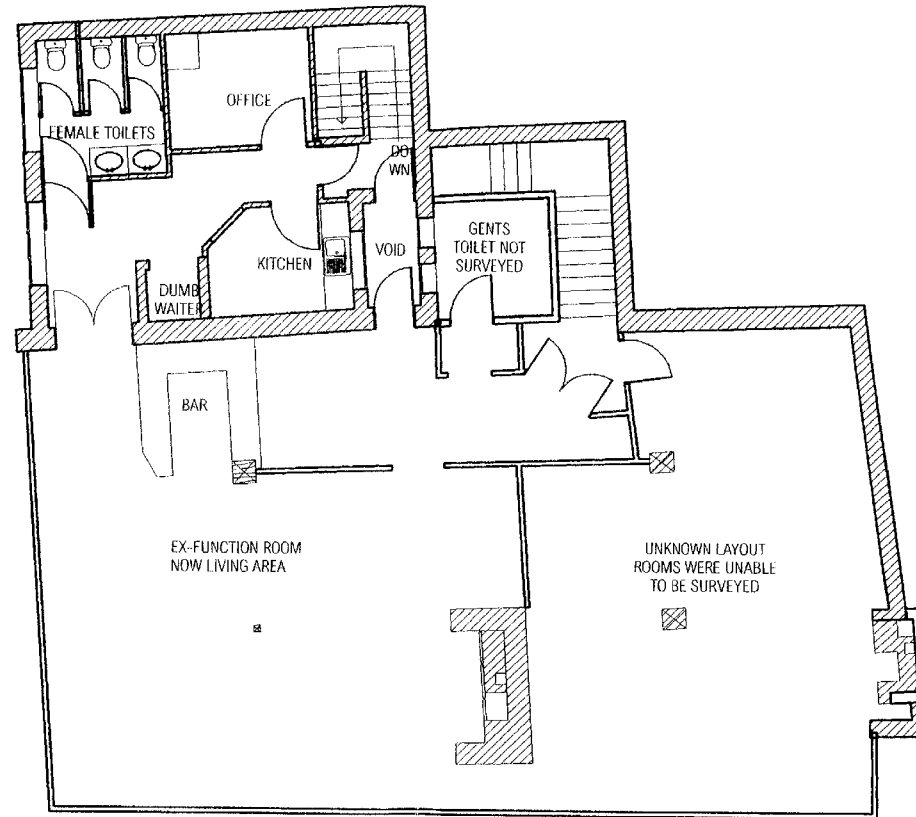 OFFICE
FEMALE TOILETS
DO
WN
GENTS
TOILET NOT
SURVEYED
VOID
KITCHEN
DUMB
WAITER
BAR
EX-FUNCTION ROOM
NOW LIVING AREA
UNKNOWN LAYOUT
ROOMS WERE UNABLE
TO BE SURVEYED